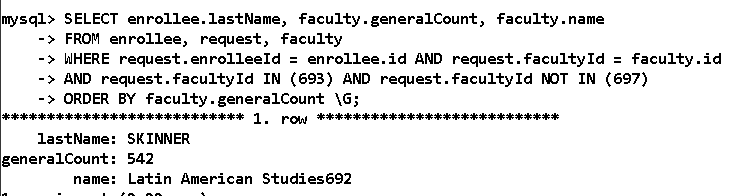 mysql> SELECT enrollee.lastName, faculty.generalCount, faculty.name
    -> FROM enrollee, request, faculty
    -> WHERE request.enrolleeId = enrollee.id AND request.facultyId = faculty.id
    -> AND request.facultyId IN (693) AND request.facultyId NOT IN (697)
    -> ORDER BY faculty.generalCount \G;
*************************** 1. row ***************************
    lastName: SKINNER
generalCount: 542
        name: Latin American Studies692